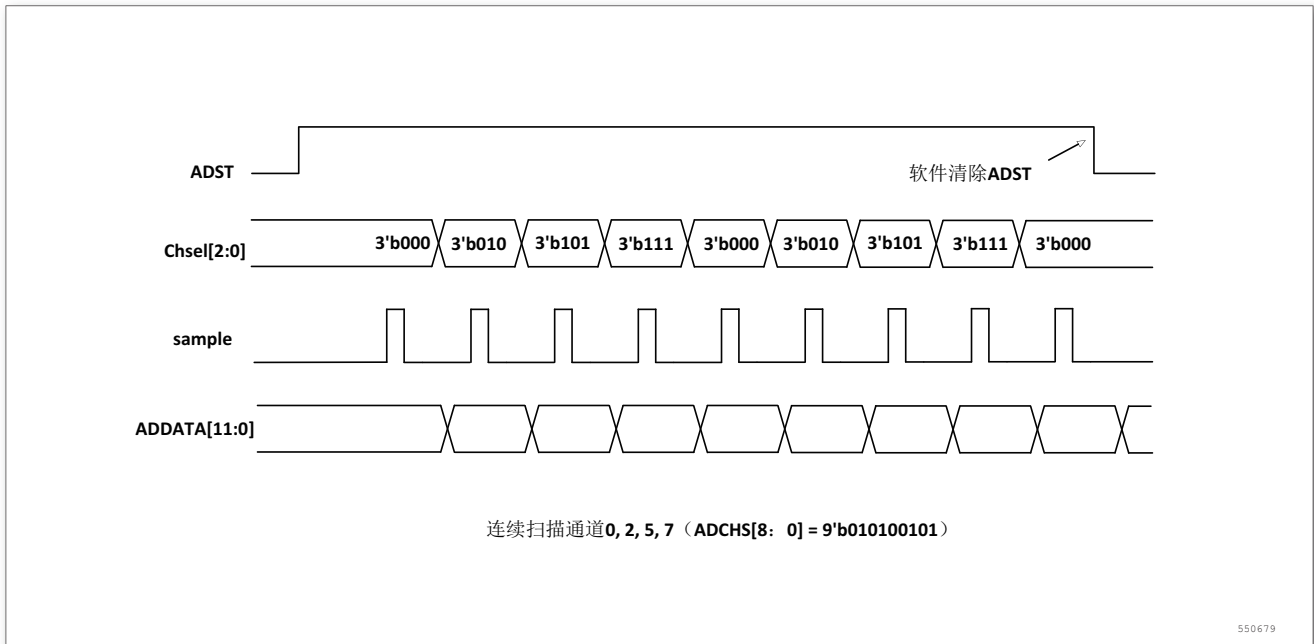 ADST
软件清除ADST
Chsel[2:0]
3'b000 3'b010 3'b101 3'b111 3'b000 3'b010 3'b101 3'b111 3'b000
sample
ADDATA[11:0]
连续扫描通道0, 2, 5, 7（ADCHS[8：0] = 9'b010100101）
550679